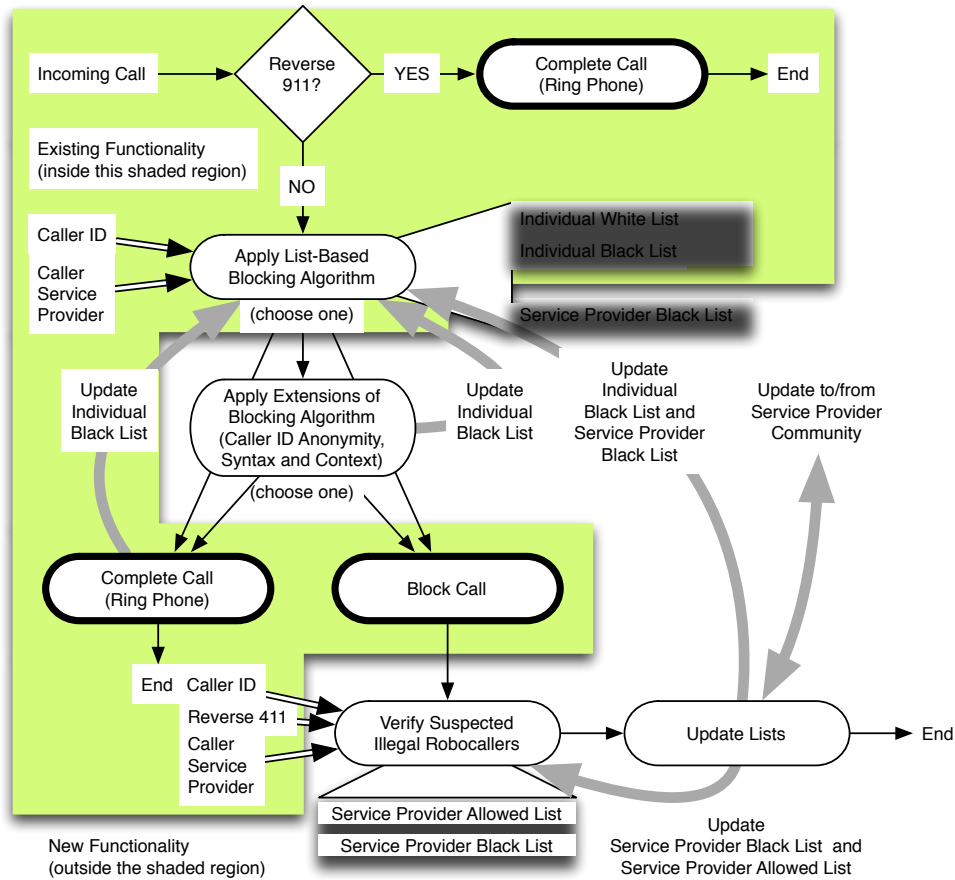 Incoming Call
Reverse
911?
YES
Complete Call
(Ring Phone)
End
Existing Functionality
(inside this shaded region)
NO
Caller ID
Caller
Service
Provider
Apply List-Based
Blocking Algorithm
(choose one)
Individual White List
Individual Black List
Service Provider Black List
Update
Individual
Black List
Apply Extensions of
Blocking Algorithm
(Caller ID Anonymity,
Syntax and Context)
(choose one)
Update
Individual
Black List
Update
Individual
Black List and
Service Provider
Black List
Update to/from
Service Provider
Community
Complete Call
(Ring Phone)
Block Call
End
Caller ID
Reverse 411
Caller
Service
Provider
Verify Suspected
Illegal Robocallers
Update Lists
End
Service Provider Allowed List
Service Provider Black List
New Functionality
(outside the shaded region)
Update
Service Provider Black List and
Service Provider Allowed List